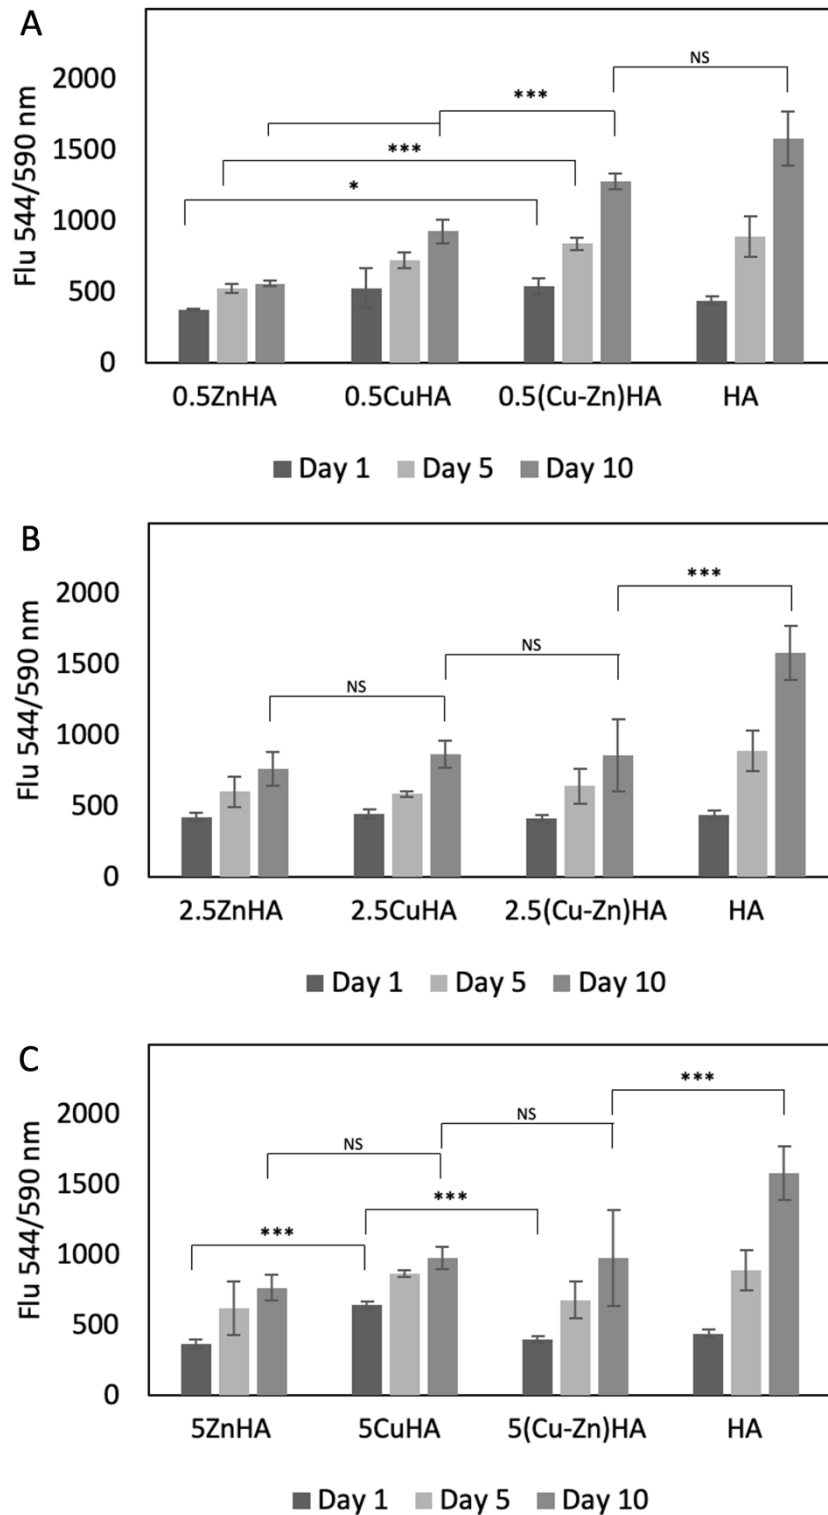 A
Flu 544/590 nm
2000
1500
1000
500
0
NS
***
***
*
0.5ZnHA 0.5CuHA 0.5(Cu-Zn)HA HA
Day 1 Day 5 Day 10
B
Flu 544/590 nm
2000
1500
1000
500
0
***
NS
NS
2.5ZnHA 2.5CuHA 2.5(Cu-Zn)HA HA
Day 1 Day 5 Day 10
C
Flu 544/590 nm
2000
1500
1000
500
0
***
NS
NS
***
***
5ZnHA 5CuHA 5(Cu-Zn)HA HA
Day 1 Day 5 Day 10